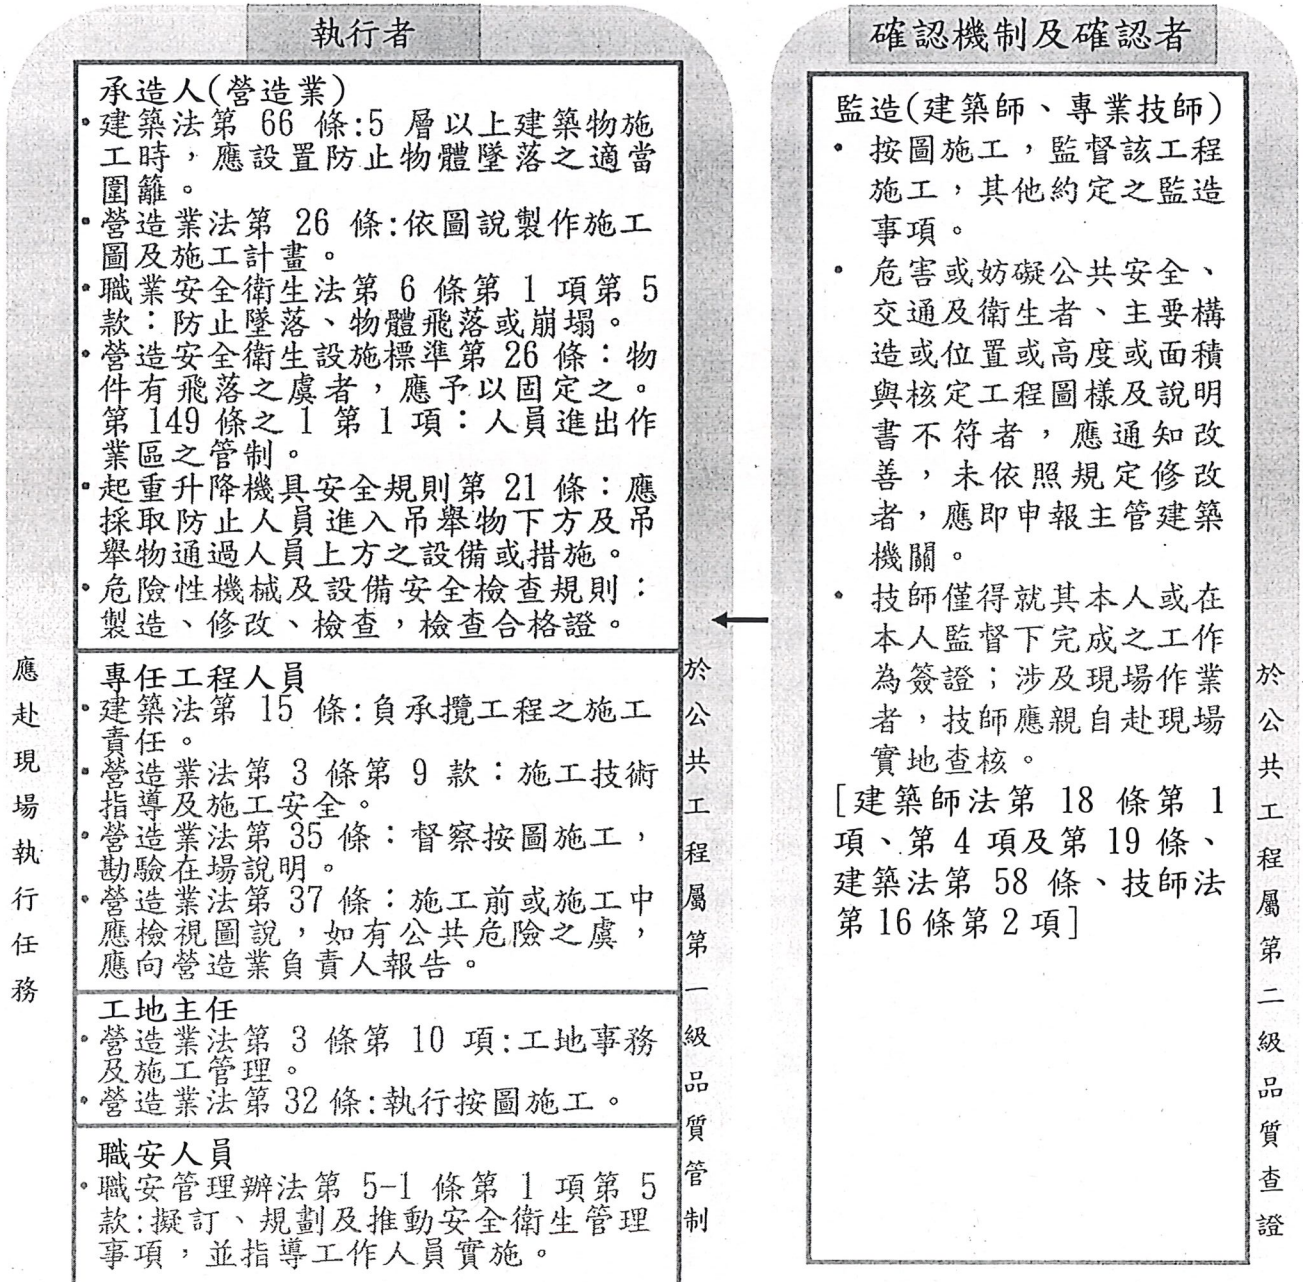 執行者
承造人(營造業)
•建築法第 66 條:5 層以上建築物施
工時，應設置防止物體墜落之適當
圍籬。
•營造業法第 26 條:依圖說製作施工
圖及施工計畫。
•職業安全衛生法第 6 條第 1 項第 5
款：防止墜落、物體飛落或崩塌。
•營造安全衛生設施標準第 26 條：物
件有飛落之虞者，應予以固定之。
第 149 條之 1 第 1 項：人員進出作
業區之管制。
•起重升降機具安全規則第 21 條：應
採取防止人員進入吊舉物下方及吊
舉物通過人員上方之設備或措施。
•危險性機械及設備安全檢查規則：
製造、修改、檢查，檢查合格證。
專任工程人員
•建築法第 15 條:負承攬工程之施工
責任。
•營造業法第 3 條第 9 款：施工技術
指導及施工安全。
•營造業法第 35 條：督察按圖施工，
勘驗在場說明。
•營造業法第 37 條：施工前或施工中
應檢視圖說，如有公共危險之虞，
應向營造業負責人報告。
工地主任
•營造業法第 3 條第 10 項:工地事務
及施工管理。
•營造業法第 32 條:執行按圖施工。
職安人員
•職安管理辦法第 5-1 條第 1 項第 5
款:擬訂、規劃及推動安全衛生管理
事項，並指導工作人員實施。
應赴現場執行任務
於公共工程屬第一級品質管制
確認機制及確認者
監造(建築師、專業技師)
• 按圖施工，監督該工程
施工，其他約定之監造
事項。
• 危害或妨礙公共安全、
交通及衛生者、主要構
造或位置或高度或面積
與核定工程圖樣及說明
書不符者，應通知改
善，未依照規定修改
者，應即申報主管建築
機關。
• 技師僅得就其本人或在
本人監督下完成之工作
為簽證；涉及現場作業
者，技師應親自赴現場
實地查核。
[建築師法第 18 條第 1
項、第 4 項及第 19 條、
建築法第 58 條、技師法
第 16 條第 2 項]
於公共工程屬第二級品質查證